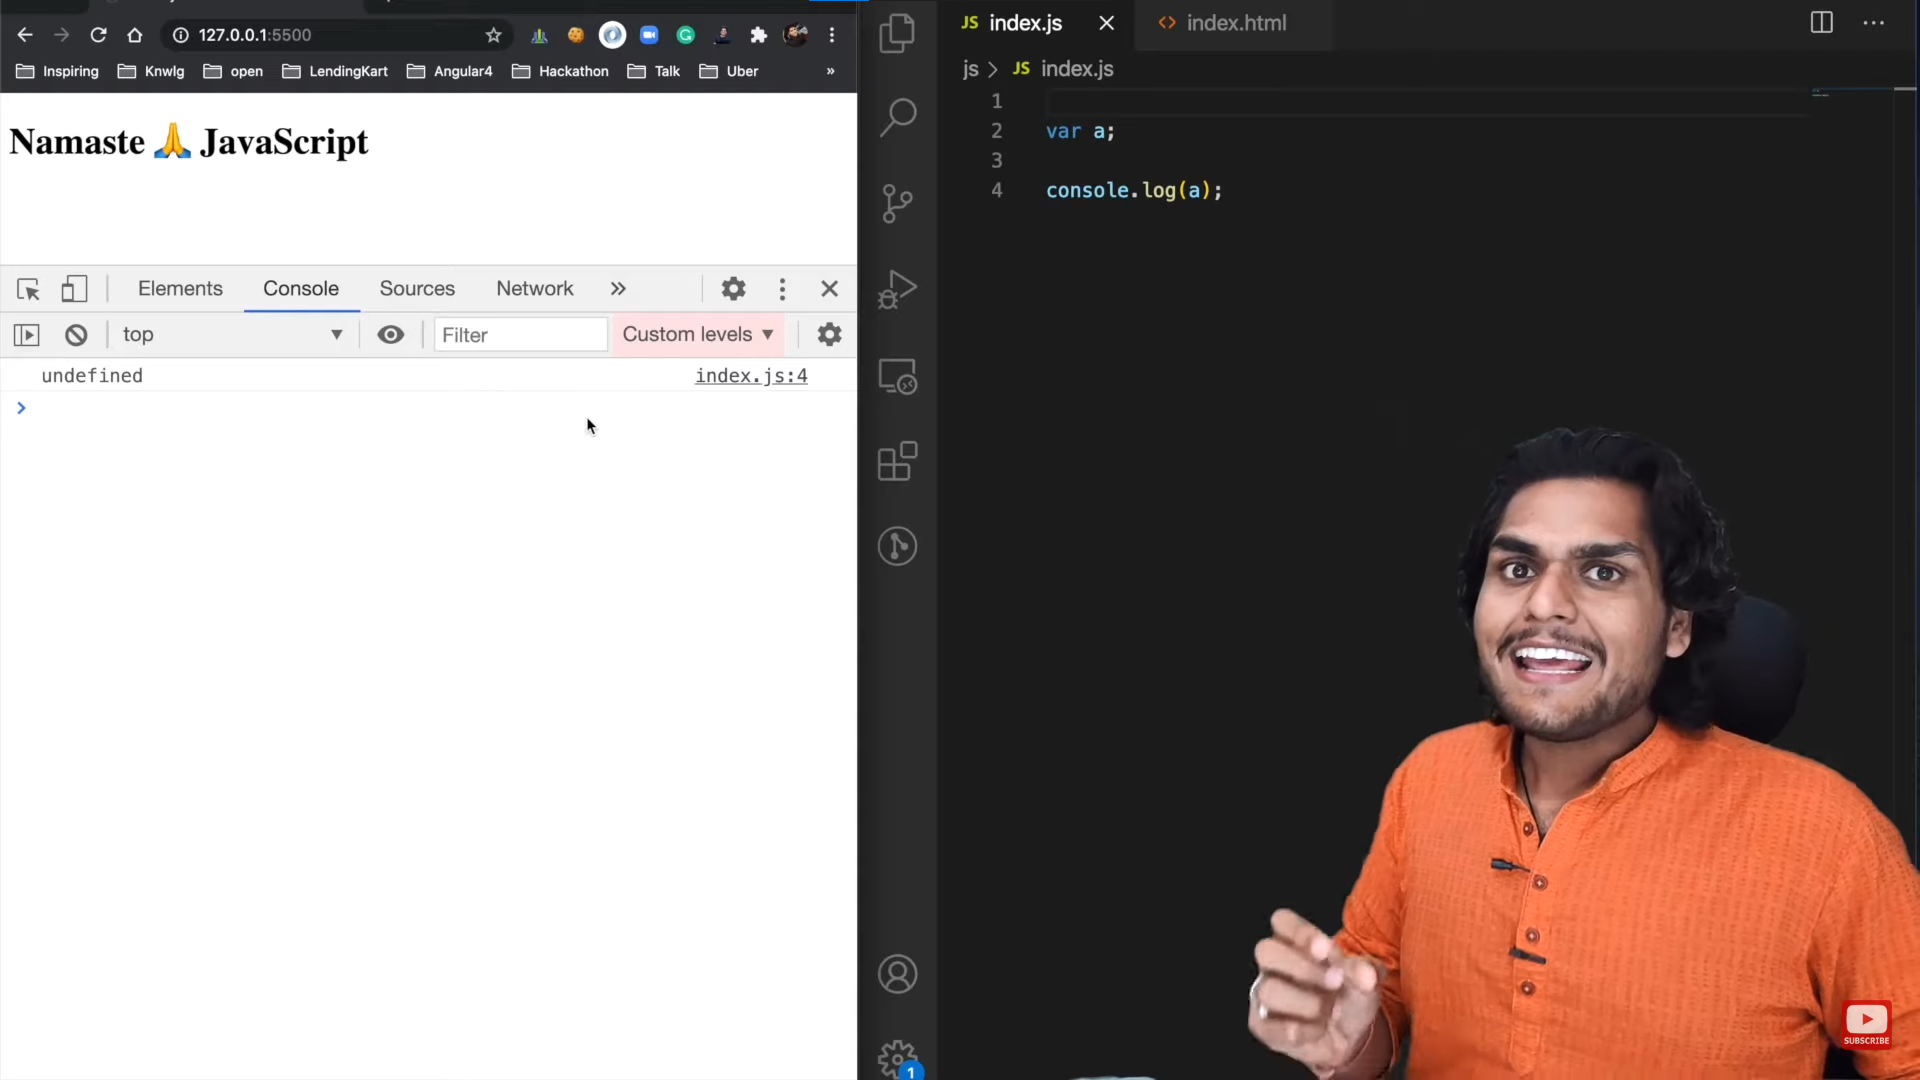 127.0.0.1:5500
Inspiring Knwlg open LendingKart Angular4 Hackathon Talk Uber »
Namaste 🙏 JavaScript
Elements Console Sources Network »
top Filter Custom levels
undefined index.js:4
>
JS index.js index.html
js > JS index.js
1
2 var a;
3
4 console.log(a);
1
SUBSCRIBE